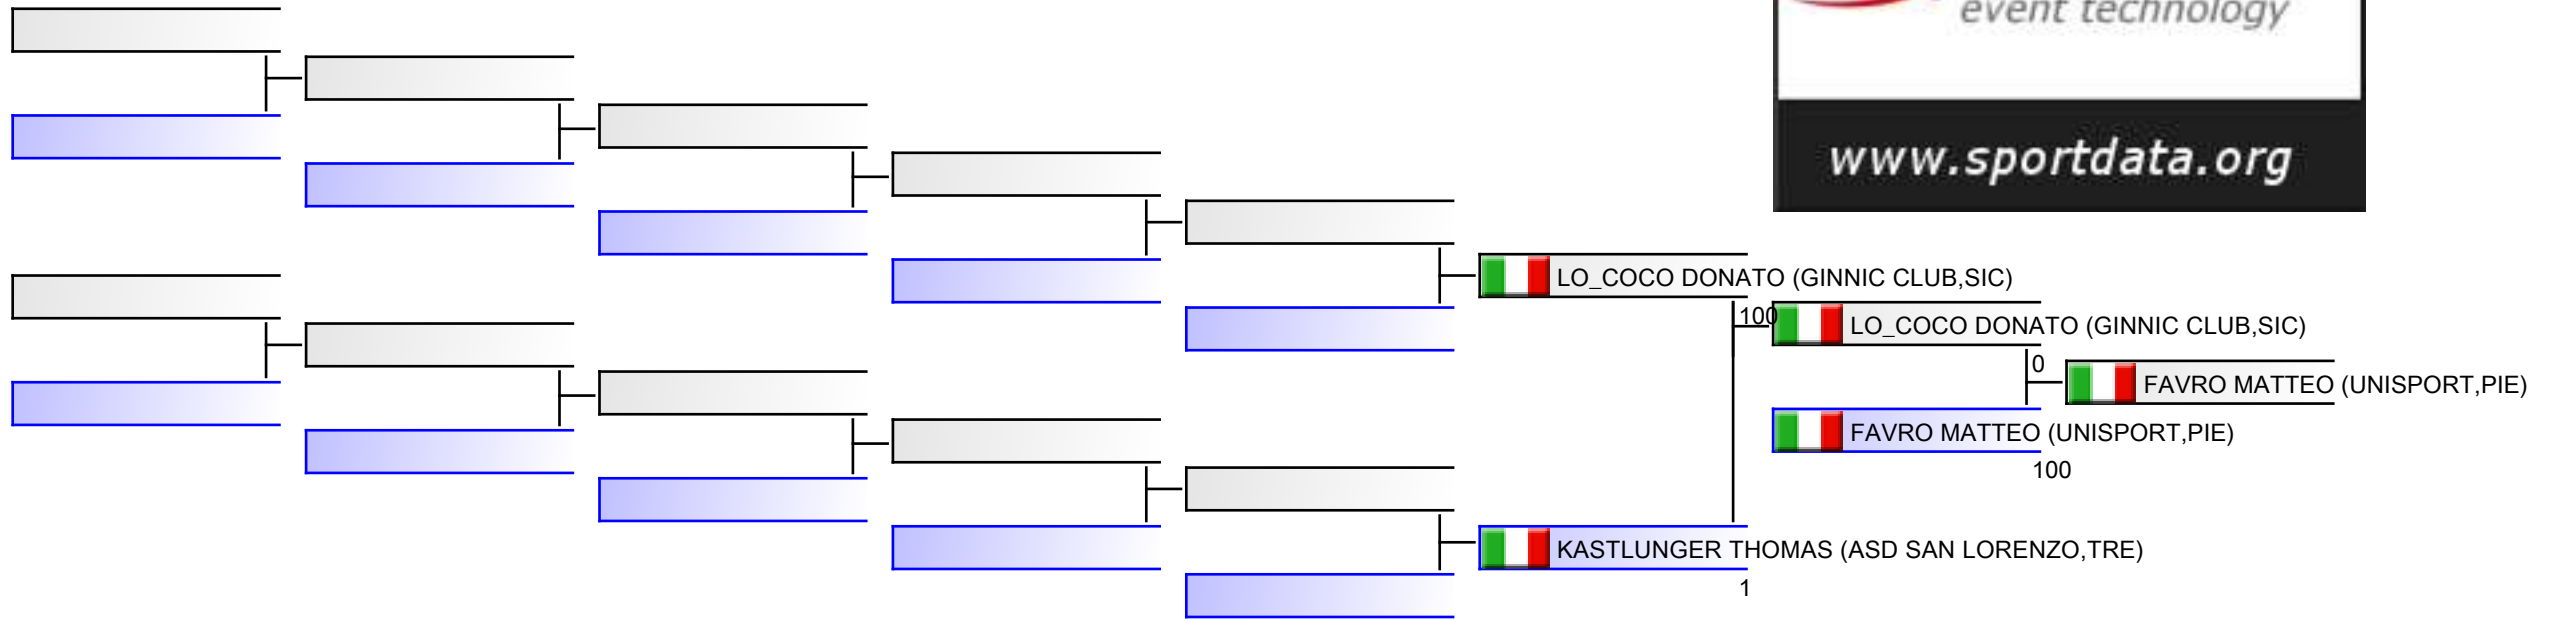 event technology
www.sportdata.org
LO_COCO DONATO (GINNIC CLUB,SIC)
100
LO_COCO DONATO (GINNIC CLUB,SIC)
0
FAVRO MATTEO (UNISPORT,PIE)
FAVRO MATTEO (UNISPORT,PIE)
100
KASTLUNGER THOMAS (ASD SAN LORENZO,TRE)
1